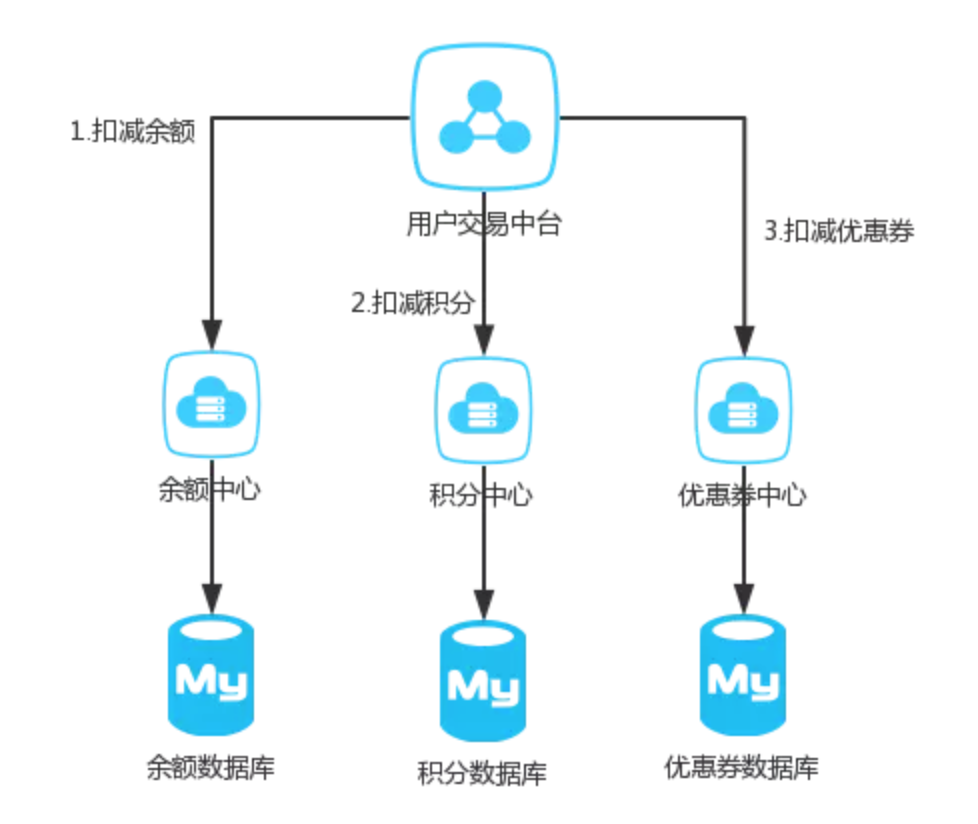 1.扣减余额
用户交易中台
3.扣减优惠券
2.扣减积分
余额中心
积分中心
优惠券中心
My
My
My
余额数据库
积分数据库
优惠券数据库